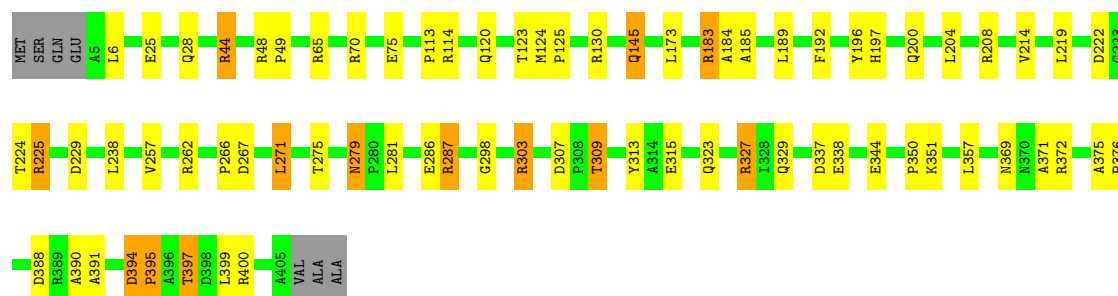 MET SER GLN GLU A5 L6 E25 Q28 R44 R48 P49 R65 R70 E75 P113 R114 Q120 T123 M124 P125 R130 Q145 L173 R183 A184 A185 L189 F192 Y196 H197 Q200 L204 R208 V214 L219 D222
T224 R225 D229 L238 V257 R262 P266 D267 L271 T275 N279 P280 L281 E286 R287 G298 R303 D307 P308 T309 Y313 A314 E315 Q323 R327 I328 Q329 D337 E338 E344 P350 K351 L357 N369 N370 A371 R372 A375
D388 R389 A390 A391 D394 P395 A396 T397 D398 L399 R400 A405 VAL ALA ALA